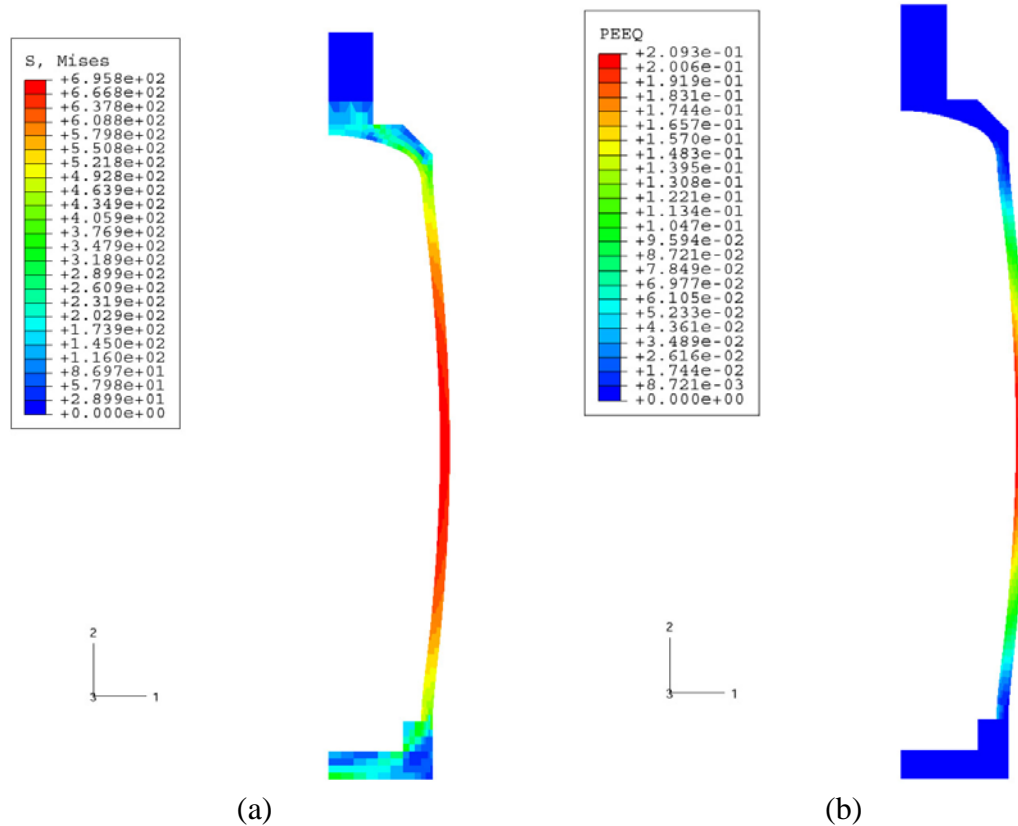 S, Mises
+6.958e+02
+6.668e+02
+6.378e+02
+6.088e+02
+5.798e+02
+5.508e+02
+5.218e+02
+4.928e+02
+4.639e+02
+4.349e+02
+4.059e+02
+3.769e+02
+3.479e+02
+3.189e+02
+2.899e+02
+2.609e+02
+2.319e+02
+2.029e+02
+1.739e+02
+1.450e+02
+1.160e+02
+8.697e+01
+5.798e+01
+2.899e+01
+0.000e+00
2
3
1
(a)
PEEQ
+2.093e-01
+2.006e-01
+1.919e-01
+1.831e-01
+1.744e-01
+1.657e-01
+1.570e-01
+1.483e-01
+1.395e-01
+1.308e-01
+1.221e-01
+1.134e-01
+1.047e-01
+9.594e-02
+8.721e-02
+7.849e-02
+6.977e-02
+6.105e-02
+5.233e-02
+4.361e-02
+3.489e-02
+2.616e-02
+1.744e-02
+8.721e-03
+0.000e+00
2
3
1
(b)